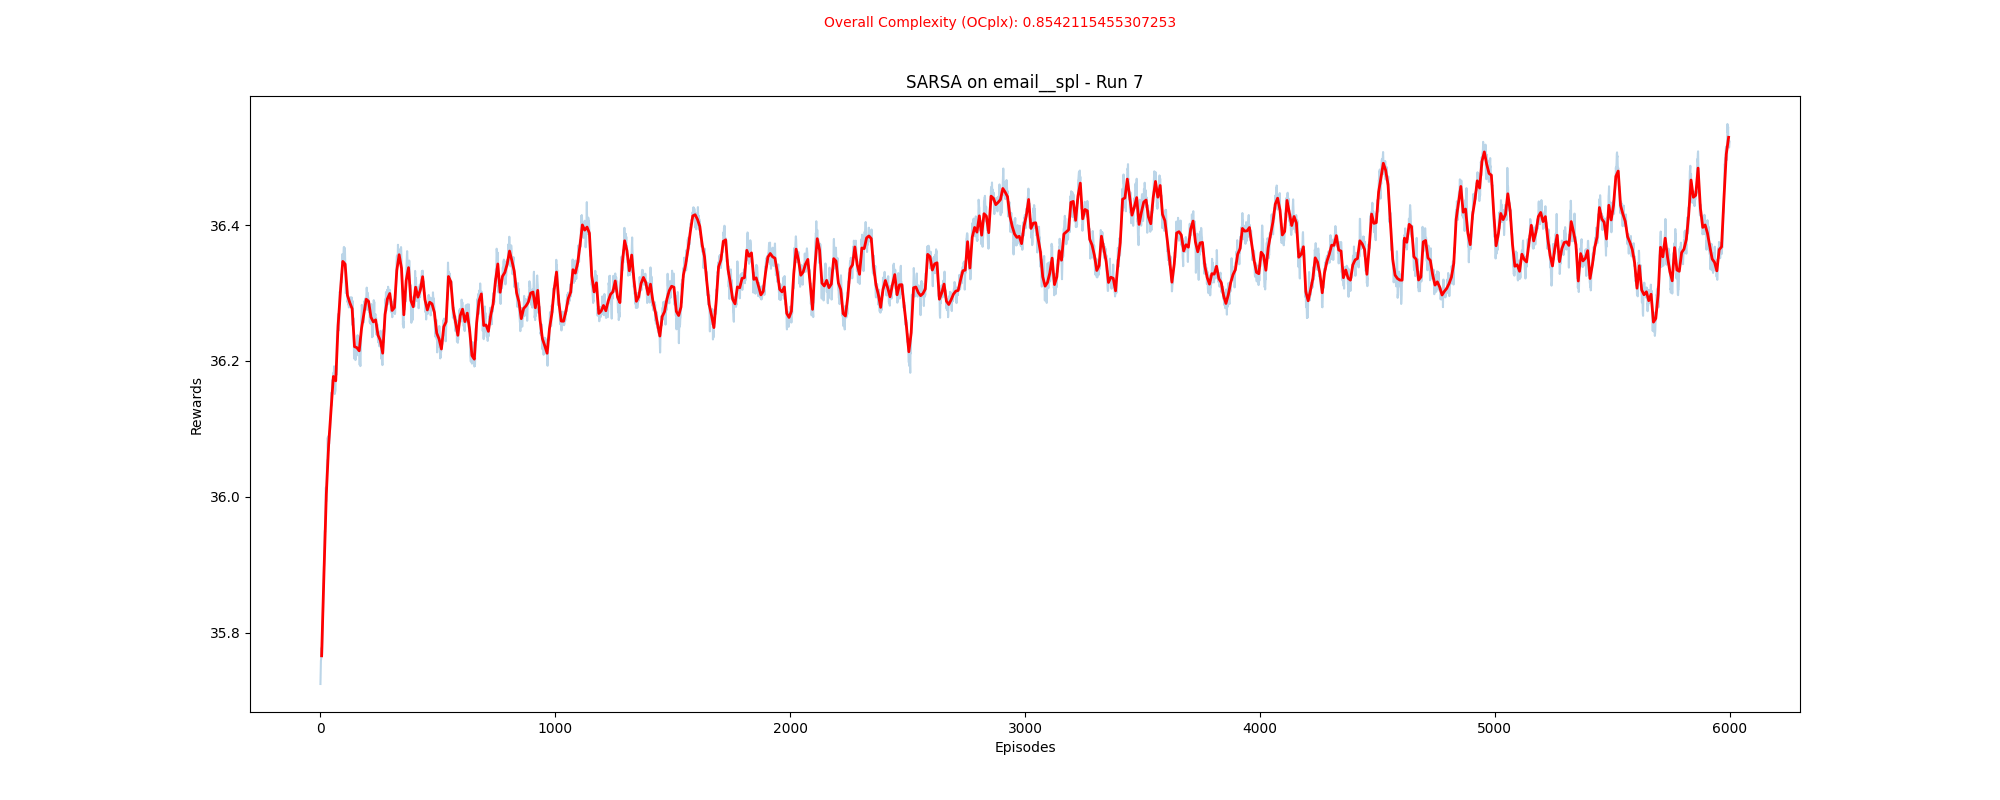 Overall Complexity (OCplx): 0.8542115455307253
SARSA on email__spl - Run 7
Rewards
36.4
36.2
36.0
35.8
0 1000 2000 3000 4000 5000 6000
Episodes